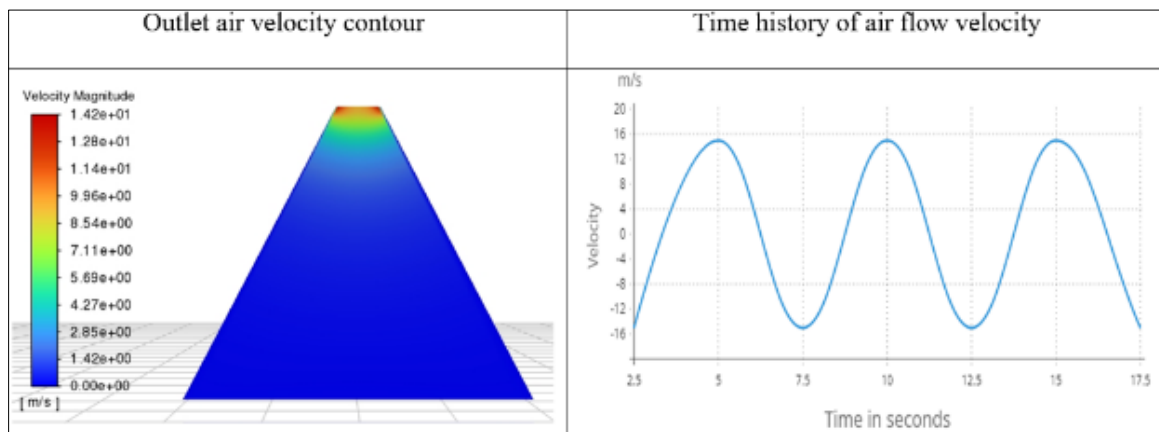 Outlet air velocity contour
Time history of air flow velocity
Velocity Magnitude
1.42e+01
1.28e+01
1.14e+01
9.96e+00
8.54e+00
7.11e+00
5.69e+00
4.27e+00
2.85e+00
1.42e+00
0.00e+00
[ m/s ]
m/s
20
16
12
8
4
0
-4
-8
-12
-16
Velocity
2.5 5 7.5 10 12.5 15 17.5
Time in seconds